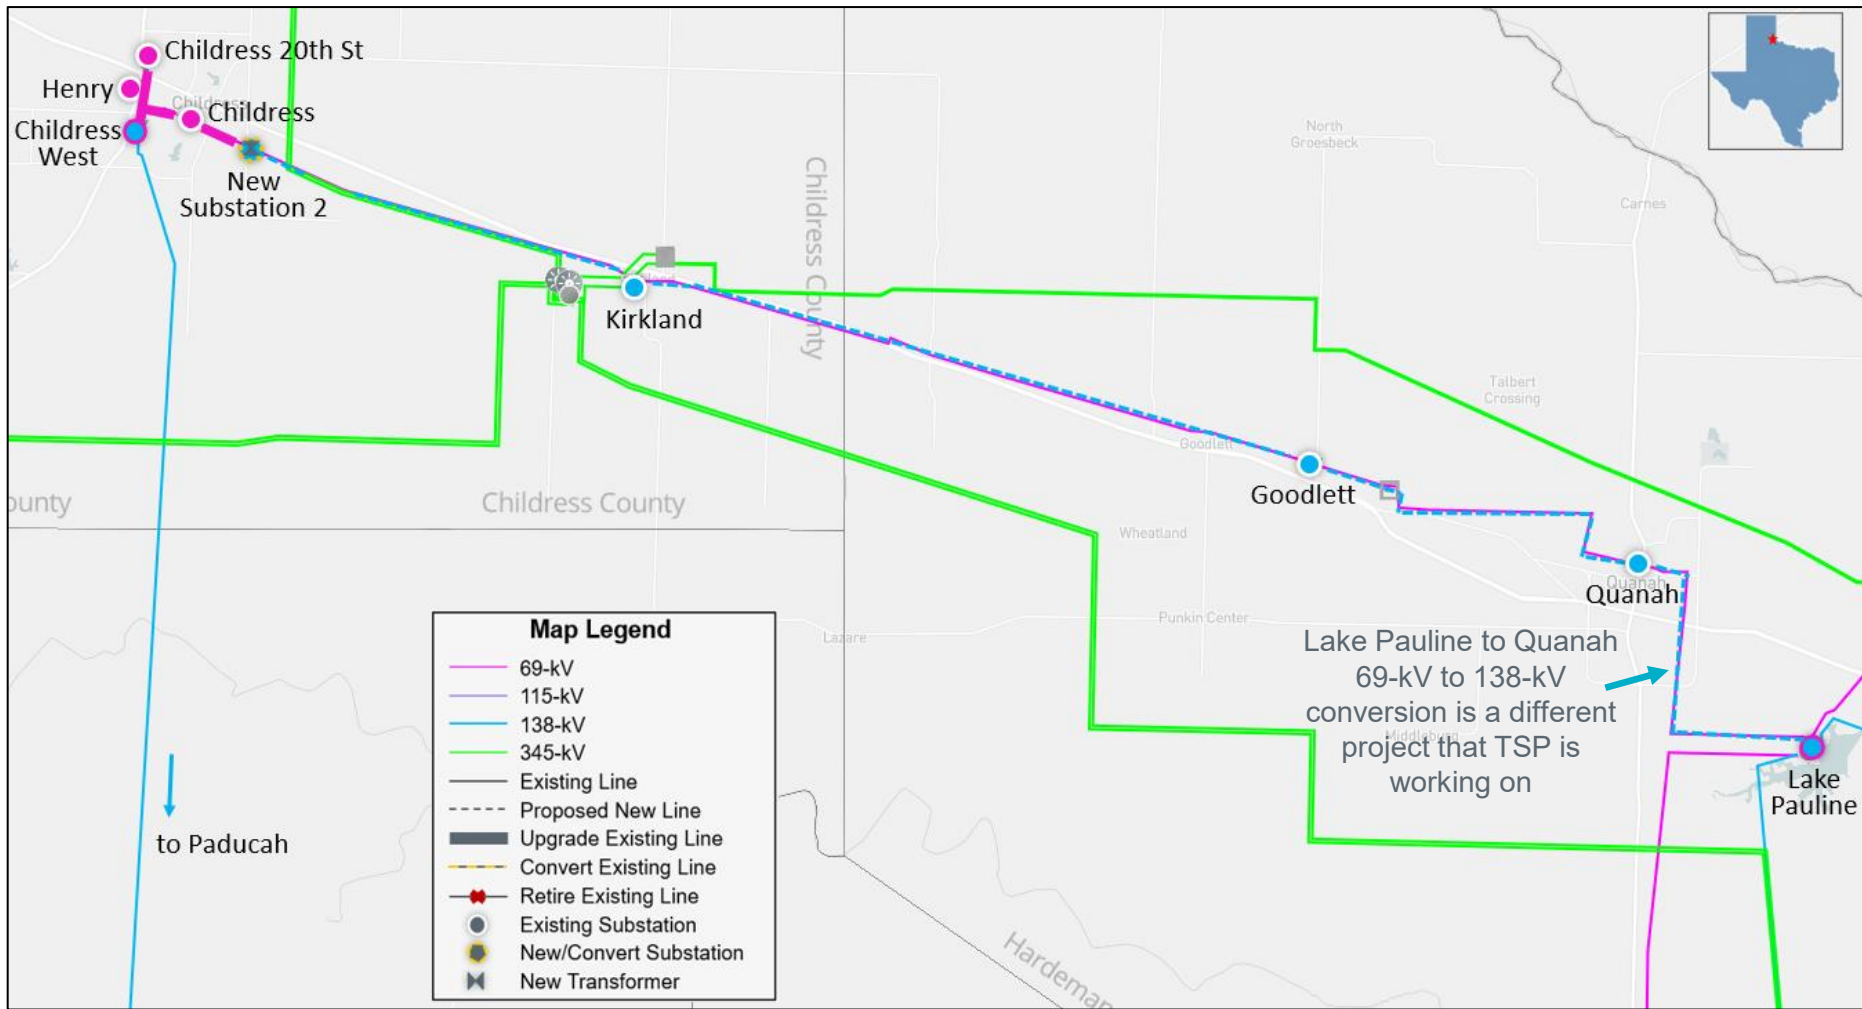 Childress 20th St
Henry
Childress
Childress
Childress
West
New
Substation 2
North
Groesbeck
Carnes
Childress County
Kirkland
Talbert
Crossing
Goodlett
Goodlett
ounty
Childress County
Wheatland
Quanah
Quanah
Punkin Center
Lazare
Lake Pauline to Quanah
69-kV to 138-kV
conversion is a different
project that TSP is
working on
Middleburg
Lake
Pauline
to Paducah
Map Legend
69-kV
115-kV
138-kV
345-kV
Existing Line
Proposed New Line
Upgrade Existing Line
Convert Existing Line
Retire Existing Line
Existing Substation
New/Convert Substation
New Transformer
Hardeman